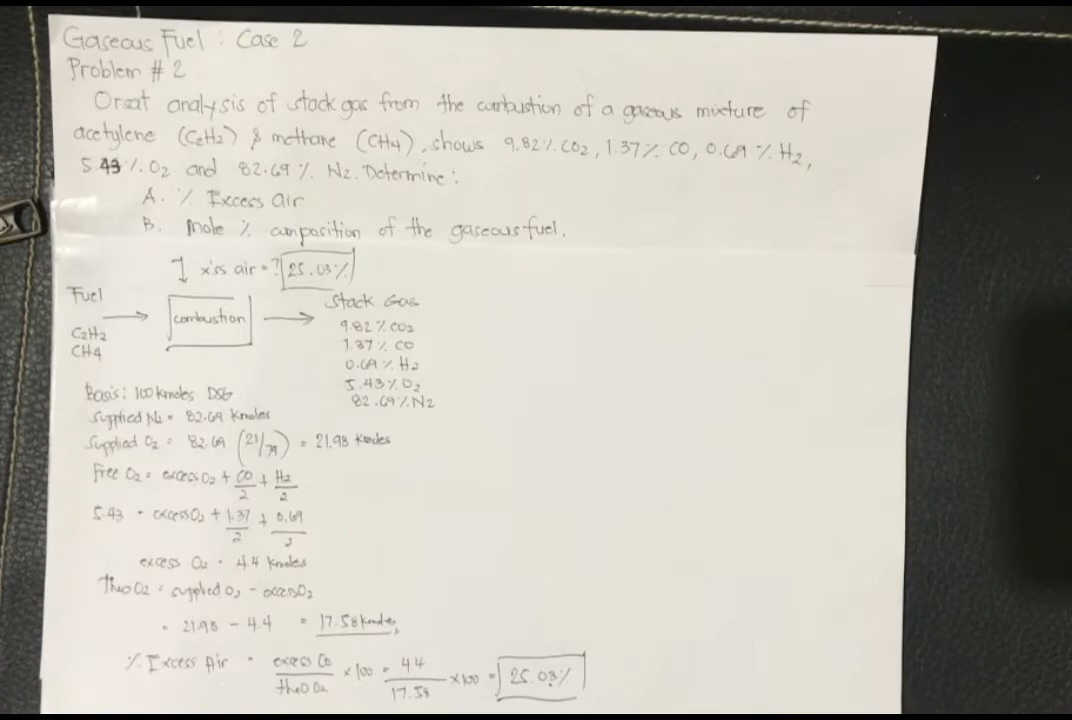 Gaseous Fuel : Case 2
Problem # 2
Orsat analysis of stack gas from the combustion of a gaseous mixture of
acetylene (C2H2) & methane (CH4), shows 9.82% CO2, 1.37% CO, 0.69% H2,
5.43% O2 and 82.69% N2. Determine:
A. % Excess air
B. mole % composition of the gaseous fuel.
x'ss air = ? 25.03%
Fuel
C2H2
CH4
combustion
Stack Gas
9.82% CO2
1.37% CO
0.69% H2
5.43% O2
82.69% N2
Basis: 100 kmoles DSG
Supplied N2 = 82.69 Kmoles
Supplied O2 = 82.69 (21/79) = 21.98 Kmoles
Free O2 = excess O2 + CO/2 + H2/2
5.43 = excess O2 + 1.37/2 + 0.69/2
excess O2 = 4.4 Kmoles
Theo O2 = supplied O2 - excess O2
= 21.98 - 4.4 = 17.58 kmoles
% Excess Air = excess O2/theo O2 x 100 = 4.4/17.58 x 100 = 25.03%